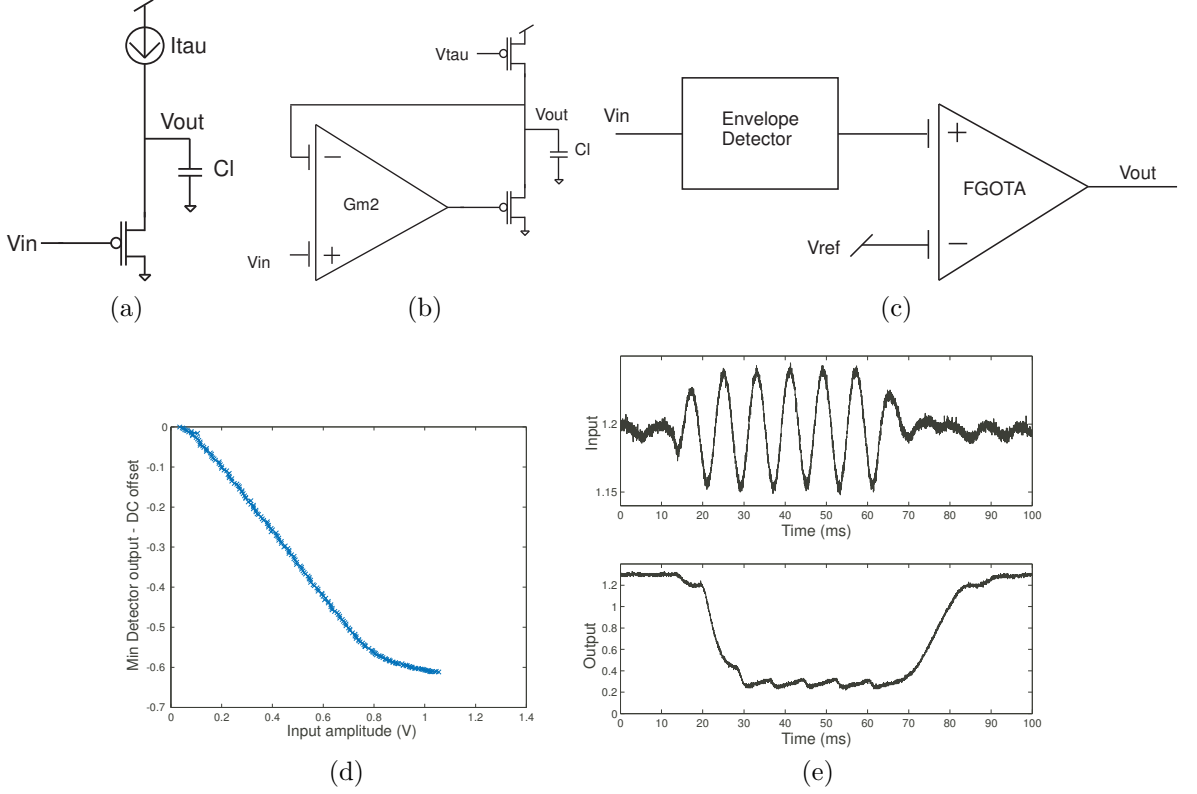 Itau
Vout
Cl
Vin
(a)
Vtau
Vout
Cl
−
Gm2
+
Vin
(b)
Vin
Envelope
Detector
+
FGOTA
−
Vref
Vout
(c)
Min Detector output - DC offset
0
-0.1
-0.2
-0.3
-0.4
-0.5
-0.6
-0.7
0 0.2 0.4 0.6 0.8 1 1.2 1.4
Input amplitude (V)
(d)
Input
1.2
1.15
0 10 20 30 40 50 60 70 80 90 100
Time (ms)
Output
1.2
1
0.8
0.6
0.4
0.2
0
0 10 20 30 40 50 60 70 80 90 100
Time (ms)
(e)